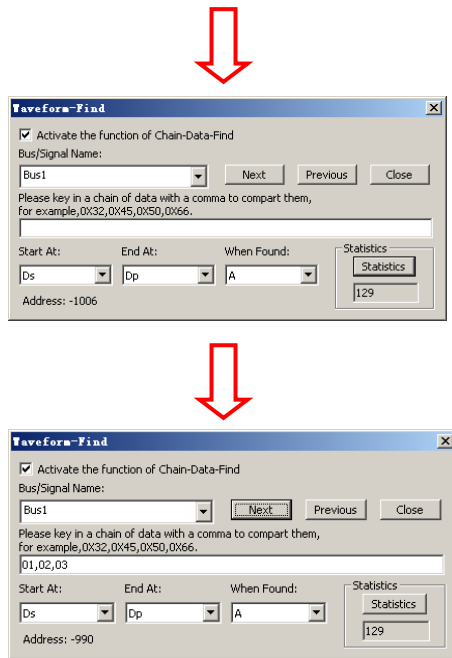 Waveform-Find
Activate the function of Chain-Data-Find
Bus/Signal Name:
Bus1 Next Previous Close
Please key in a chain of data with a comma to compart them,
for example,0X32,0X45,0X50,0X66.
Start At: End At: When Found: Statistics
Ds Dp A Statistics
Address: -1006 129
Waveform-Find
Activate the function of Chain-Data-Find
Bus/Signal Name:
Bus1 Next Previous Close
Please key in a chain of data with a comma to compart them,
for example,0X32,0X45,0X50,0X66.
01,02,03
Start At: End At: When Found: Statistics
Ds Dp A Statistics
Address: -990 129